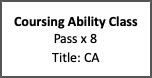 Coursing Ability Class
Pass x 8
Title: CA